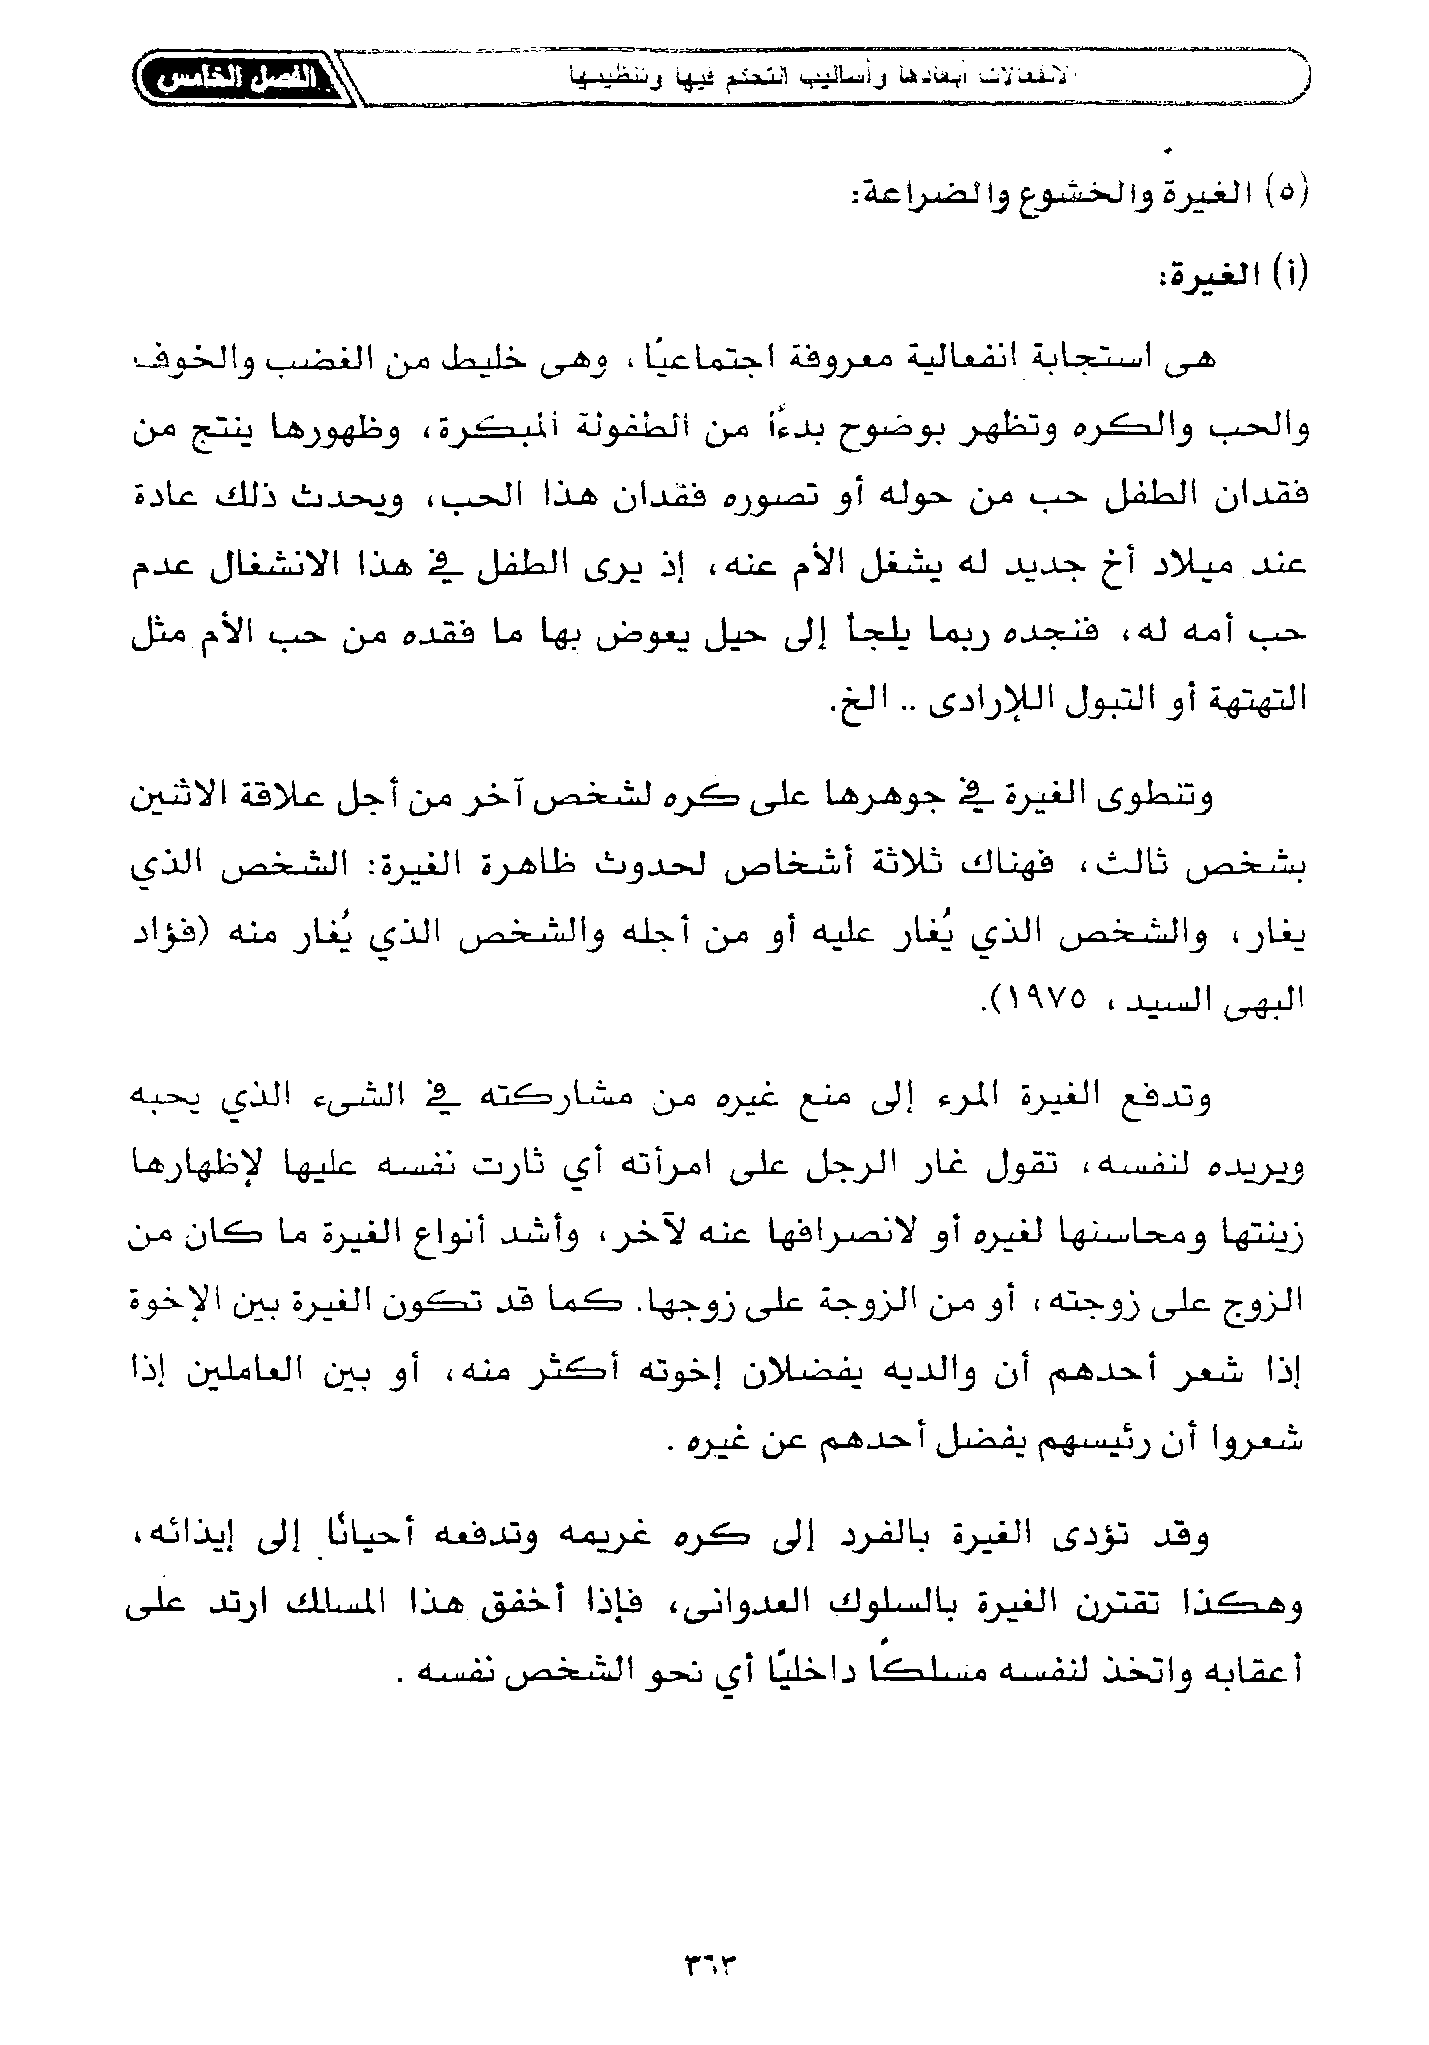 الانفعالات أبعادها وأساليب التحكم فيها وتنظيمها
الفصل الخامس
(٥) الغيرة والخشوع والضراعة:
(أ) الغيرة:
هى استجابة انفعالية معروفة اجتماعيًا، وهى خليط من الغضب والخوف
والحب والكره وتظهر بوضوح بدءًا من الطفولة المبكرة، وظهورها ينتج من
فقدان الطفل حب من حوله أو تصوره فقدان هذا الحب، ويحدث ذلك عادة
عند ميلاد أخ جديد له يشغل الأم عنه، إذ يرى الطفل في هذا الانشغال عدم
حب أمه له، فنجده ربما يلجأ إلى حيل يعوض بها ما فقده من حب الأم مثل
التهتهة أو التبول اللاإرادى .. الخ.
وتنطوى الغيرة في جوهرها على كره لشخص آخر من أجل علاقة الاثنين
بشخص ثالث، فهناك ثلاثة أشخاص لحدوث ظاهرة الغيرة: الشخص الذي
يغار، والشخص الذي يُغار عليه أو من أجله والشخص الذي يُغار منه (فؤاد
البهى السيد، ١٩٧٥).
وتدفع الغيرة المرء إلى منع غيره من مشاركته في الشىء الذي يحبه
ويريده لنفسه، تقول غار الرجل على امرأته أي ثارت نفسه عليها لإظهارها
زينتها ومحاسنها لغيره أو لانصرافها عنه لآخر، وأشد أنواع الغيرة ما كان من
الزوج على زوجته، أو من الزوجة على زوجها. كما قد تكون الغيرة بين الإخوة
إذا شعر أحدهم أن والديه يفضلان إخوته أكثر منه، أو بين العاملين إذا
شعروا أن رئيسهم يفضل أحدهم عن غيره .
وقد تؤدى الغيرة بالفرد إلى كره غريمه وتدفعه أحيانًا إلى إيذائه،
وهكذا تقترن الغيرة بالسلوك العدوانى، فإذا أخفق هذا المسلك ارتد على
أعقابه واتخذ لنفسه مسلكًا داخليًا أي نحو الشخص نفسه .
٣٦٣